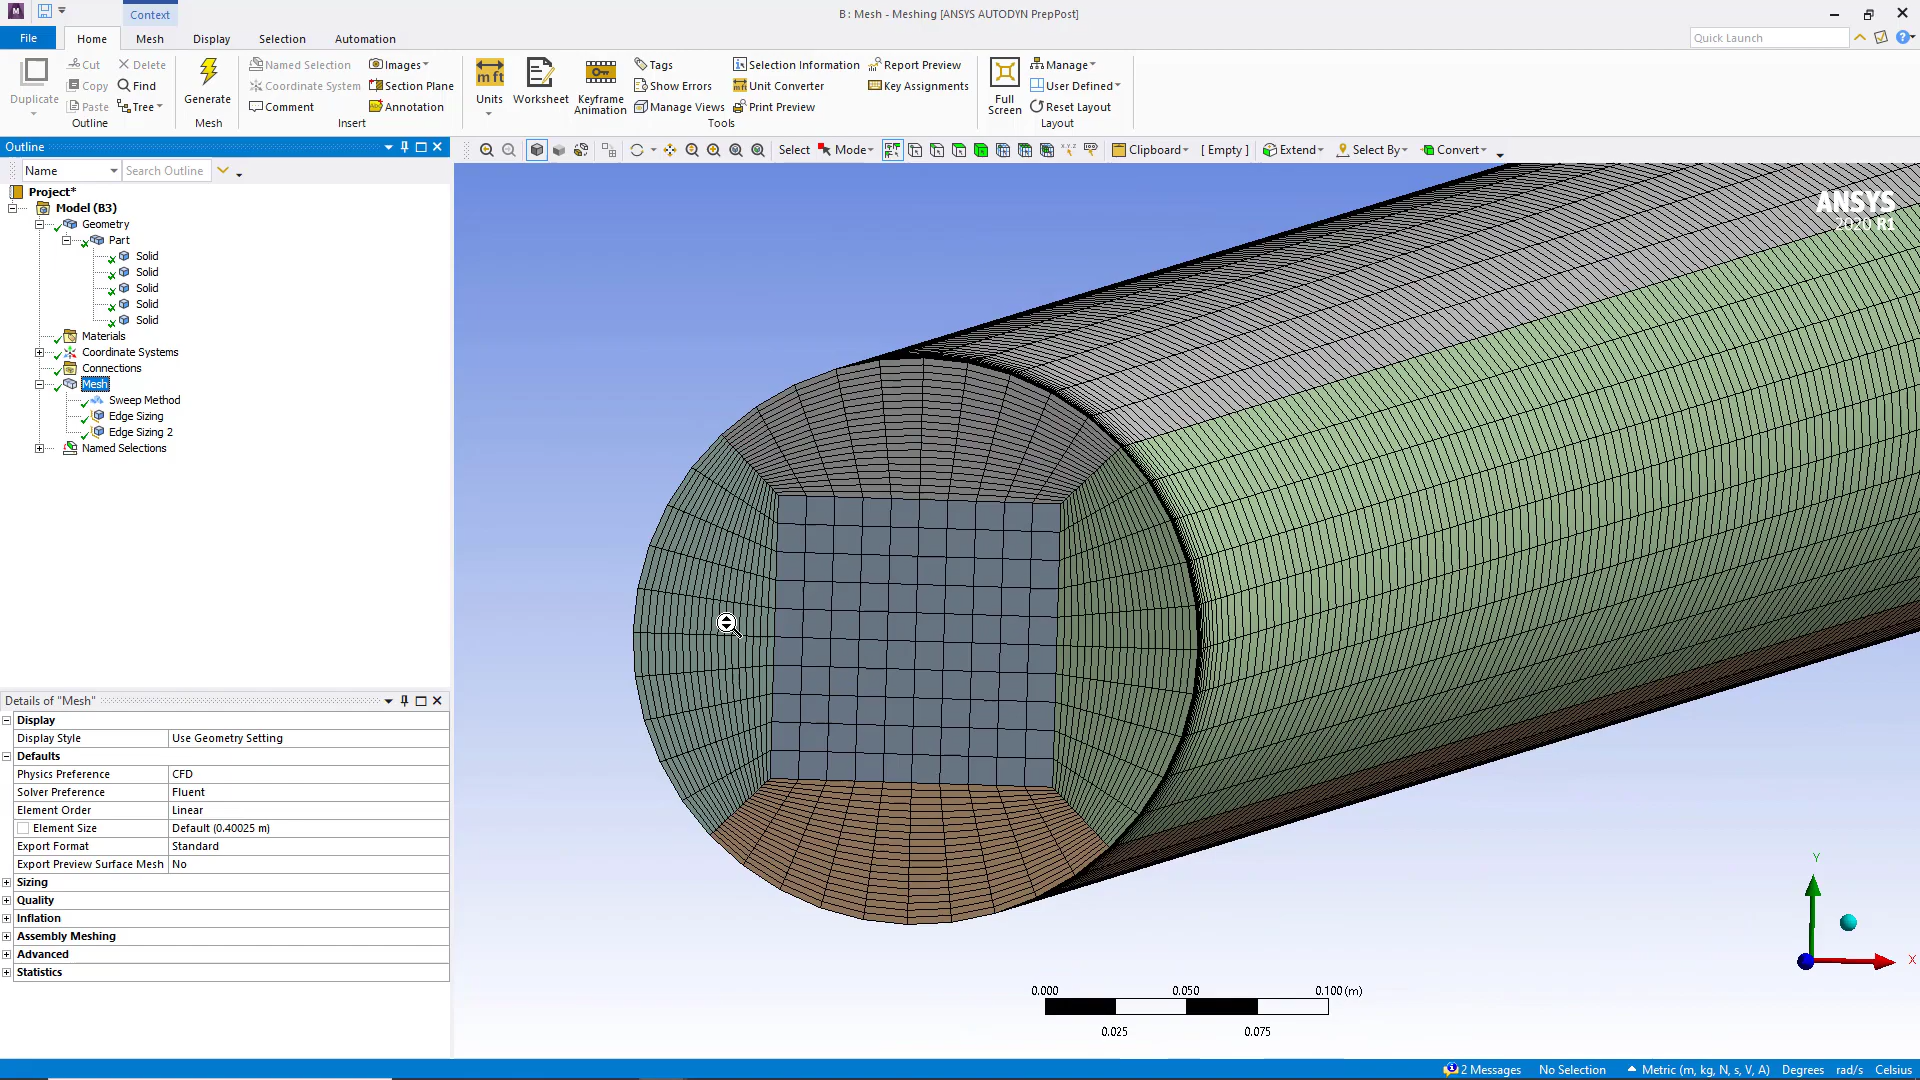 Context
B : Mesh - Meshing [ANSYS AUTODYN PrepPost]
File Home Mesh Display Selection Automation
Quick Launch
Duplicate Cut Delete
Copy Find
Paste Tree
Outline
Generate
Mesh
Named Selection Images
Coordinate System Section Plane
Comment Annotation
Insert
Units Worksheet Keyframe Animation
Tags Selection Information Report Preview
Show Errors Unit Converter Key Assignments
Manage Views Print Preview
Tools
Full Screen
Manage
User Defined
Reset Layout
Layout
Outline
Select Mode Clipboard [ Empty ] Extend Select By Convert
Name Search Outline
Project*
Model (B3)
Geometry
Part
Solid
Solid
Solid
Solid
Solid
Materials
Coordinate Systems
Connections
Mesh
Sweep Method
Edge Sizing
Edge Sizing 2
Named Selections
ANSYS
2020 R1
Details of "Mesh"
Display
Display Style Use Geometry Setting
Defaults
Physics Preference CFD
Solver Preference Fluent
Element Order Linear
Element Size Default (0.40025 m)
Export Format Standard
Export Preview Surface Mesh No
Sizing
Quality
Inflation
Assembly Meshing
Advanced
Statistics
0.000 0.050 0.100 (m)
0.025 0.075
Y
X
2 Messages No Selection Metric (m, kg, N, s, V, A) Degrees rad/s Celsius